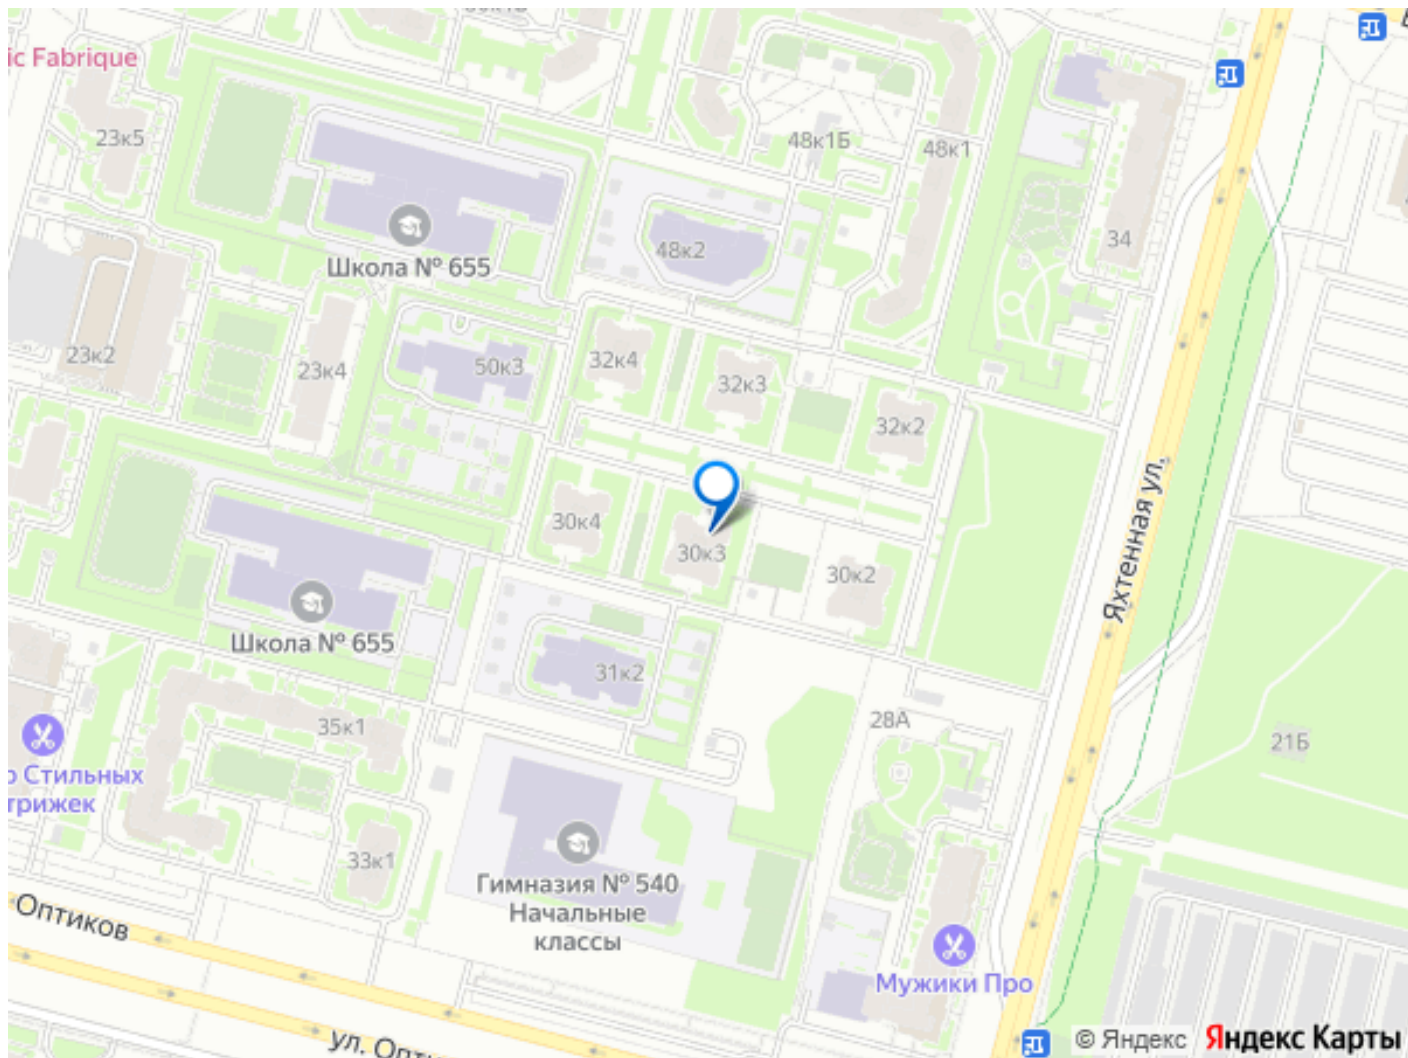 ic Fabrique
23к5
48к1Б
48к1
34
48к2
Школа № 655
23к2
23к4
50к3
32к4
32к3
32к2
30к4
30к3
30к2
Яхтенная ул.
Школа № 655
31к2
28А
21Б
35к1
Стильных
трижек
33к1
Гимназия № 540
Начальные
классы
Оптиков
Мужики Про
ул. Опти
© Яндекс Яндекс Карты